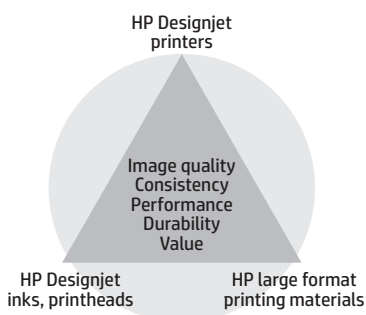 HP Designjet
printers
Image quality
Consistency
Performance
Durability
Value
HP Designjet
inks, printheads
HP large format
printing materials